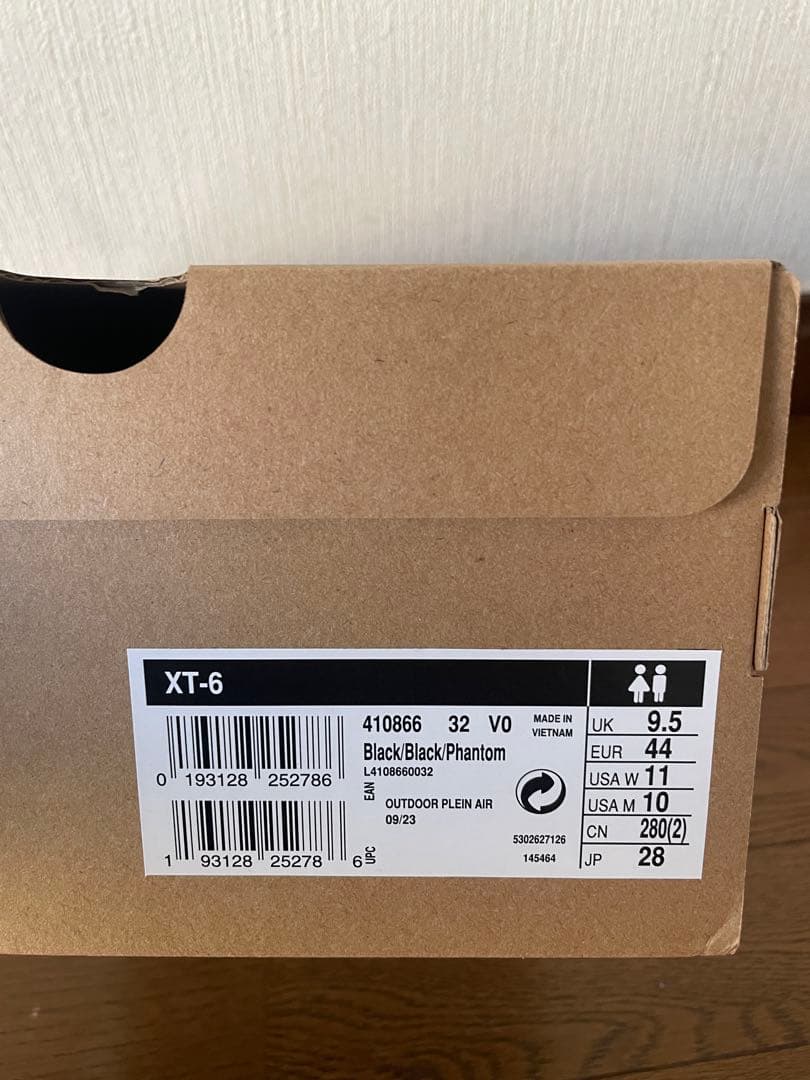 XT-6
410866 32 V0
MADE IN
VIETNAM
Black/Black/Phantom
L4108660032
0 193128 252786
EAN
OUTDOOR PLEIN AIR
09/23
1 93128 25278 6
UPC
5302627126
145464
UK 9.5
EUR 44
USA W 11
USA M 10
CN 280(2)
JP 28